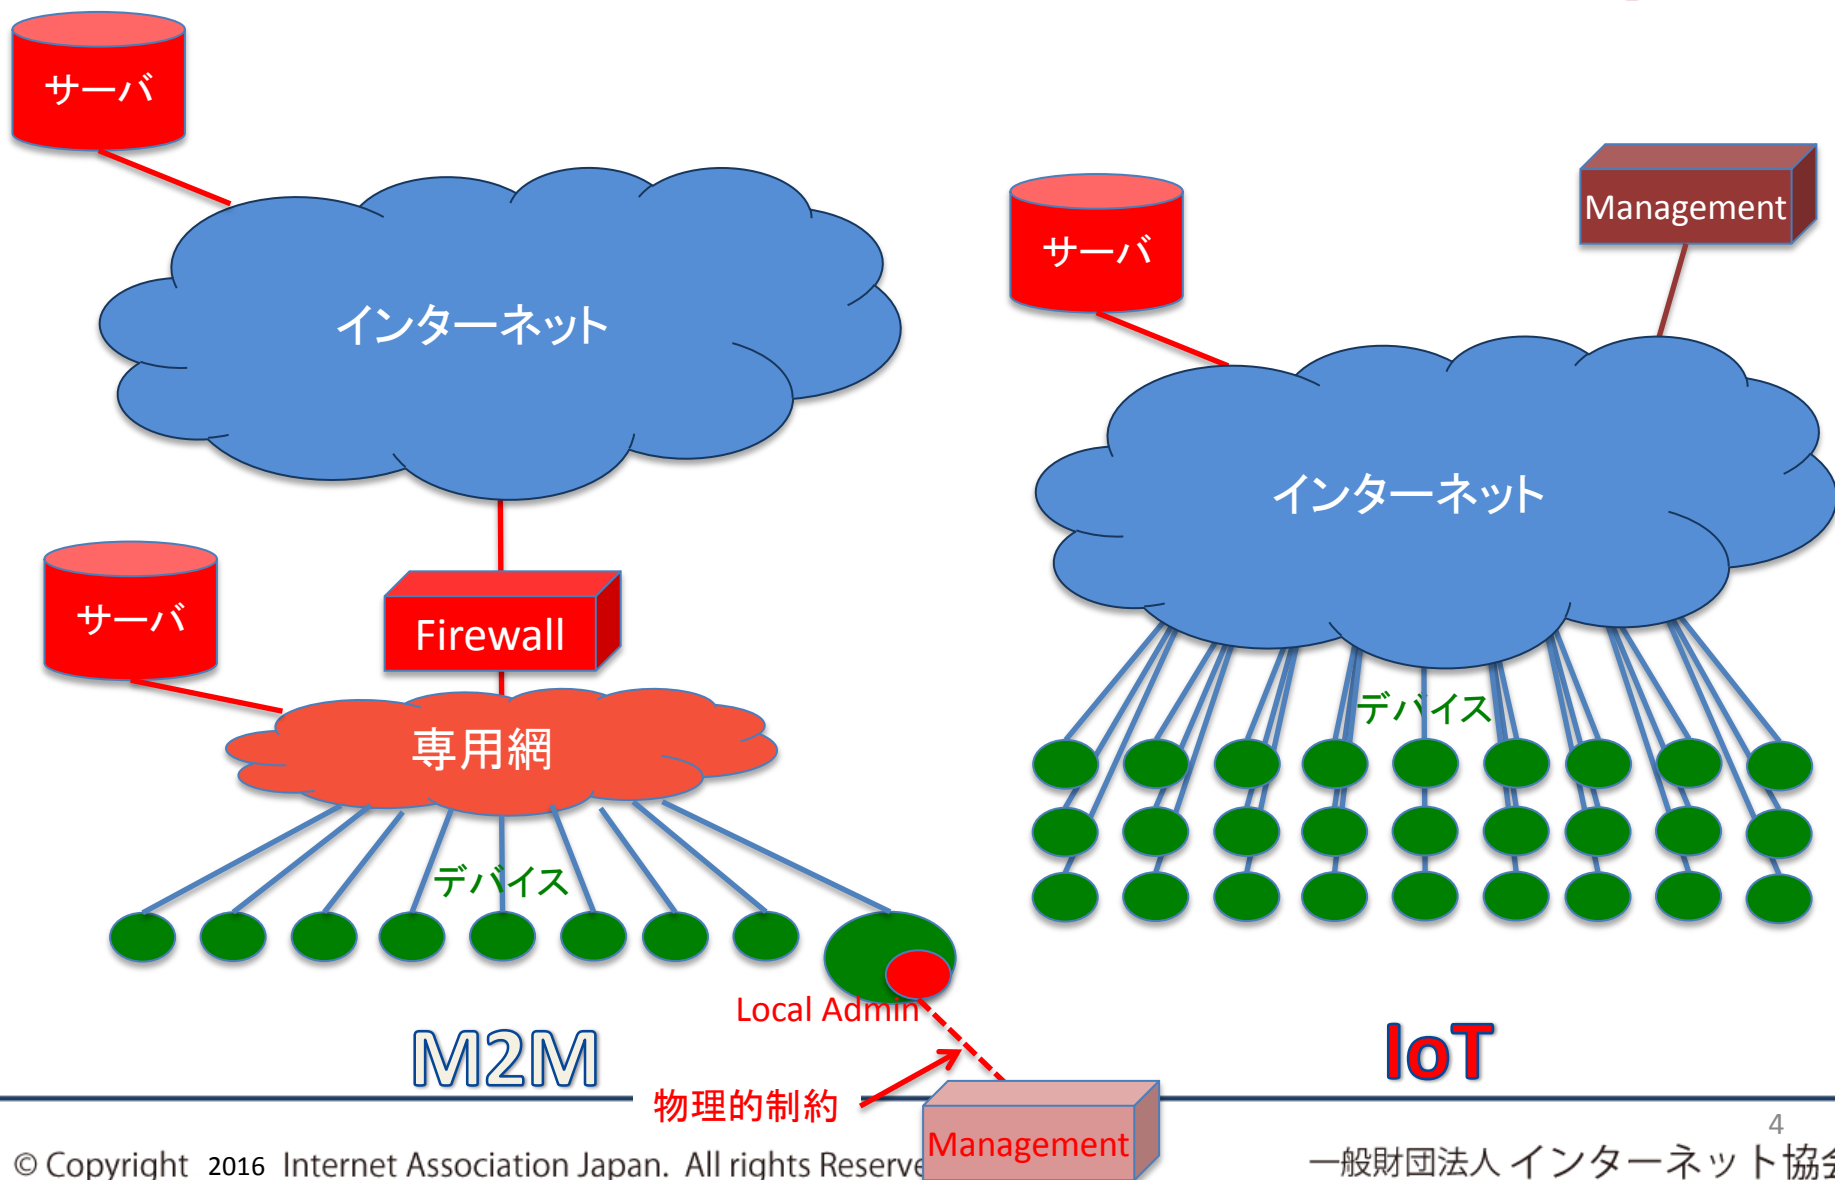 サーバ
インターネット
サーバ
Firewall
専用網
デバイス
Local Admin
M2M
物理的制約
Management
サーバ
Management
インターネット
デバイス
IoT
4
© Copyright 2016 Internet Association Japan. All rights Reserve
一般財団法人 インターネット協会